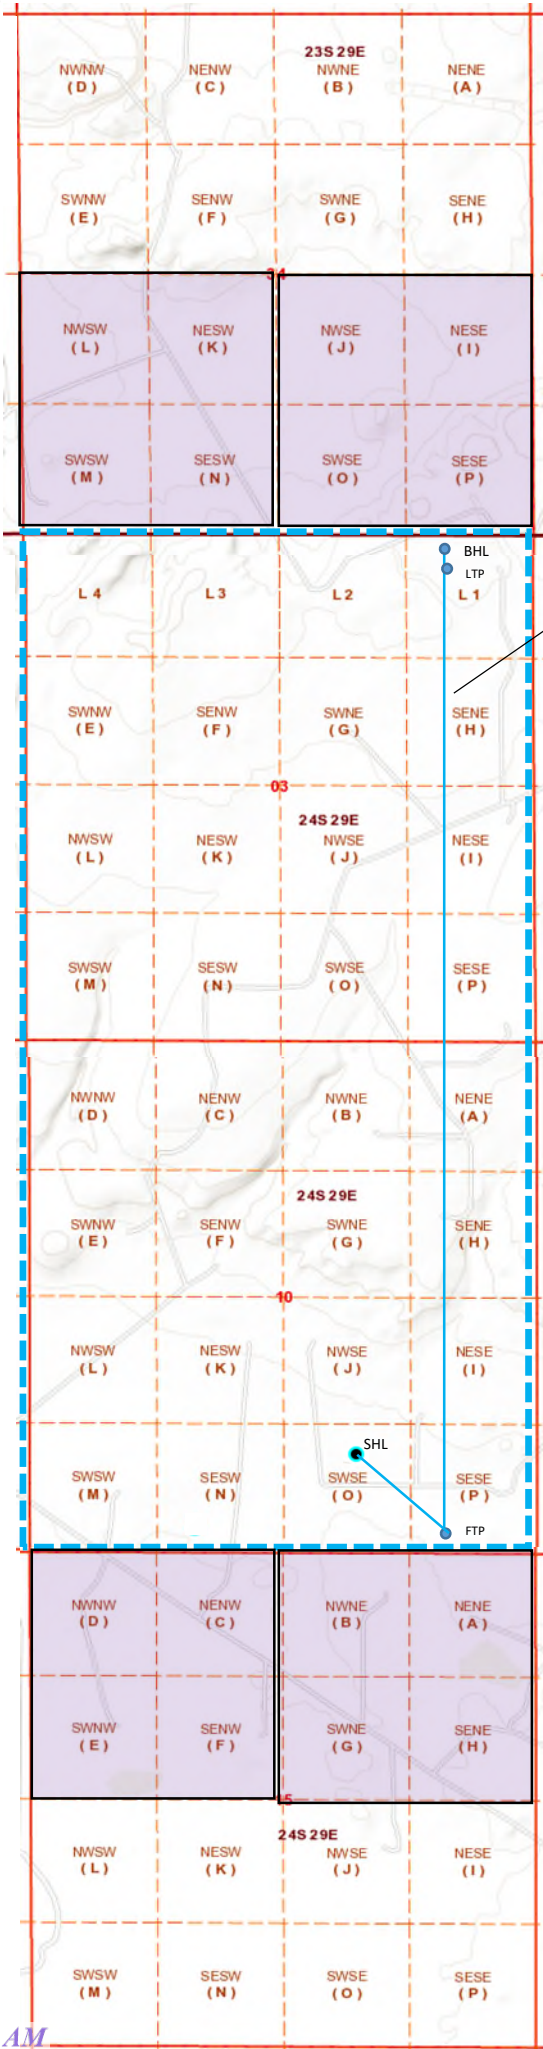 23S 29E
NWNW NENW NWNE NENE
(D) (C) (B) (A)
SWNW SENW SWNE SENE
(E) (F) (G) (H)
NWSW NESW NWSE NESE
(L) (K) (J) (I)
SWSW SESW SWSE SESE
(M) (N) (O) (P)
BHL
LTP
L 4 L 3 L 2 L 1
SWNW SENW SWNE SENE
(E) (F) (G) (H)
03
24S 29E
NWSW NESW NWSE NESE
(L) (K) (J) (I)
SWSW SESW SWSE SESE
(M) (N) (O) (P)
NWNW NENW NWNE NENE
(D) (C) (B) (A)
24S 29E
SWNW SENW SWNE SENE
(E) (F) (G) (H)
10
NWSW NESW NWSE NESE
(L) (K) (J) (I)
SHL
SWSW SESW SWSE SESE
(M) (N) (O) (P)
FTP
NWNW NENW NWNE NENE
(D) (C) (B) (A)
SWNW SENW SWNE SENE
(E) (F) (G) (H)
24S 29E
NWSW NESW NWSE NESE
(L) (K) (J) (I)
SWSW SESW SWSE SESE
(M) (N) (O) (P)
AM